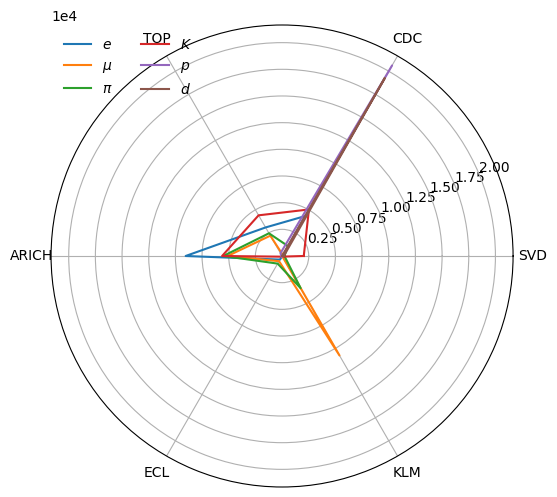 1e4
TOP
CDC
e
K
μ
p
π
d
2.00
1.75
1.50
1.25
1.00
0.75
0.50
0.25
ARICH
SVD
ECL
KLM